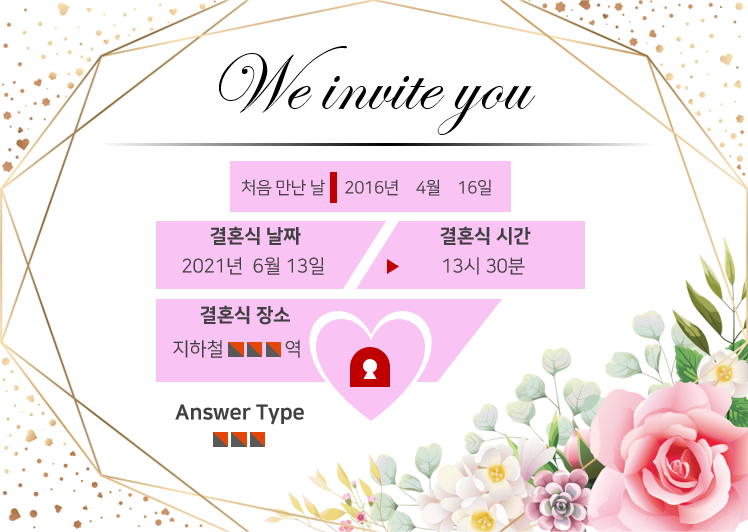 We invite you
처음 만난 날 2016년 4월 16일
결혼식 날짜
2021년 6월 13일
결혼식 시간
13시 30분
결혼식 장소
지하철 역
Answer Type